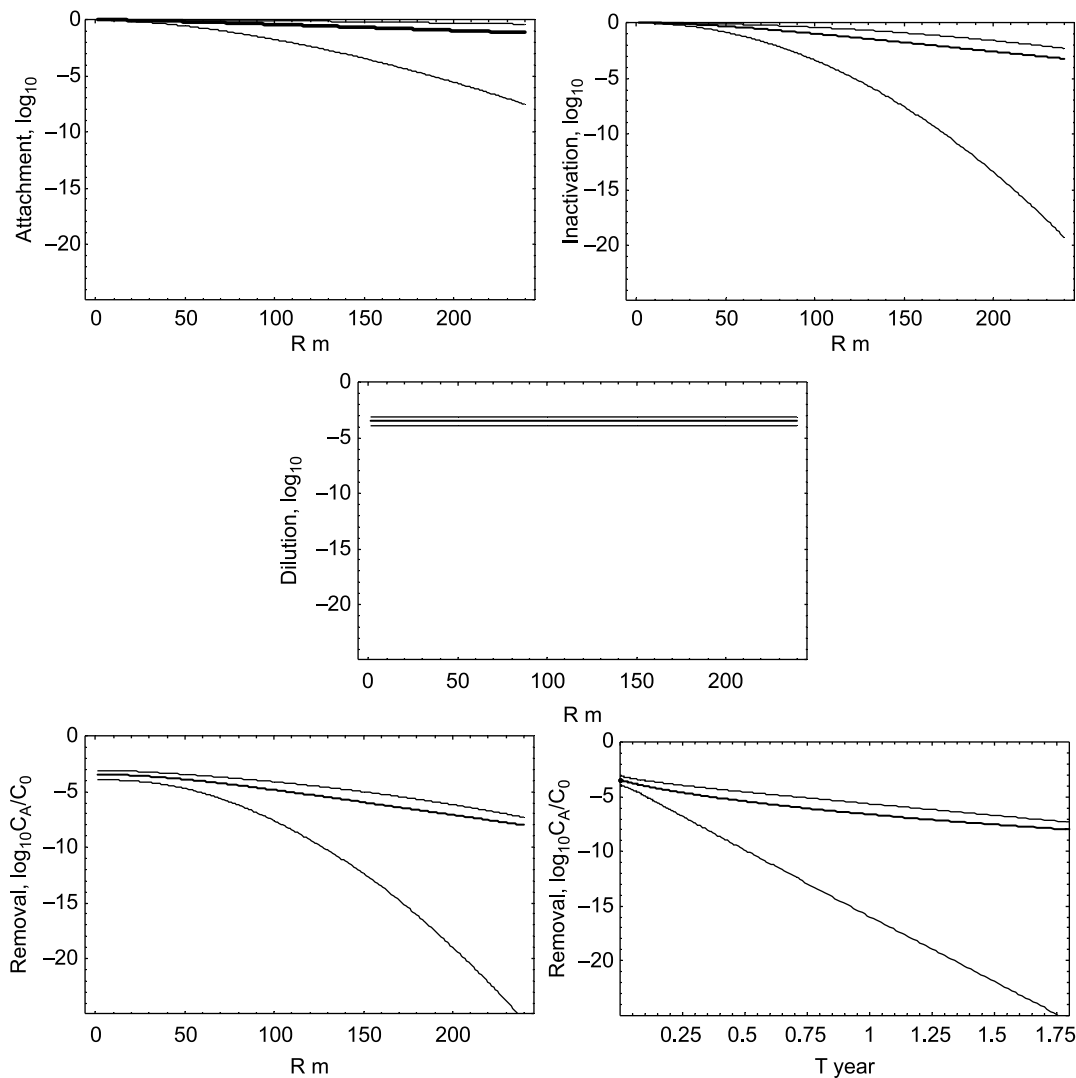 0
−5
−10
−15
−20
Attachment, log10
0 50 100 150 200
R m
0
−5
−10
−15
−20
Inactivation, log10
0 50 100 150 200
R m
0
−5
−10
−15
−20
Dilution, log10
0 50 100 150 200
R m
0
−5
−10
−15
−20
Removal, log10CA/C0
0 50 100 150 200
R m
0
−5
−10
−15
−20
Removal, log10CA/C0
0.25 0.5 0.75 1 1.25 1.5 1.75
T year